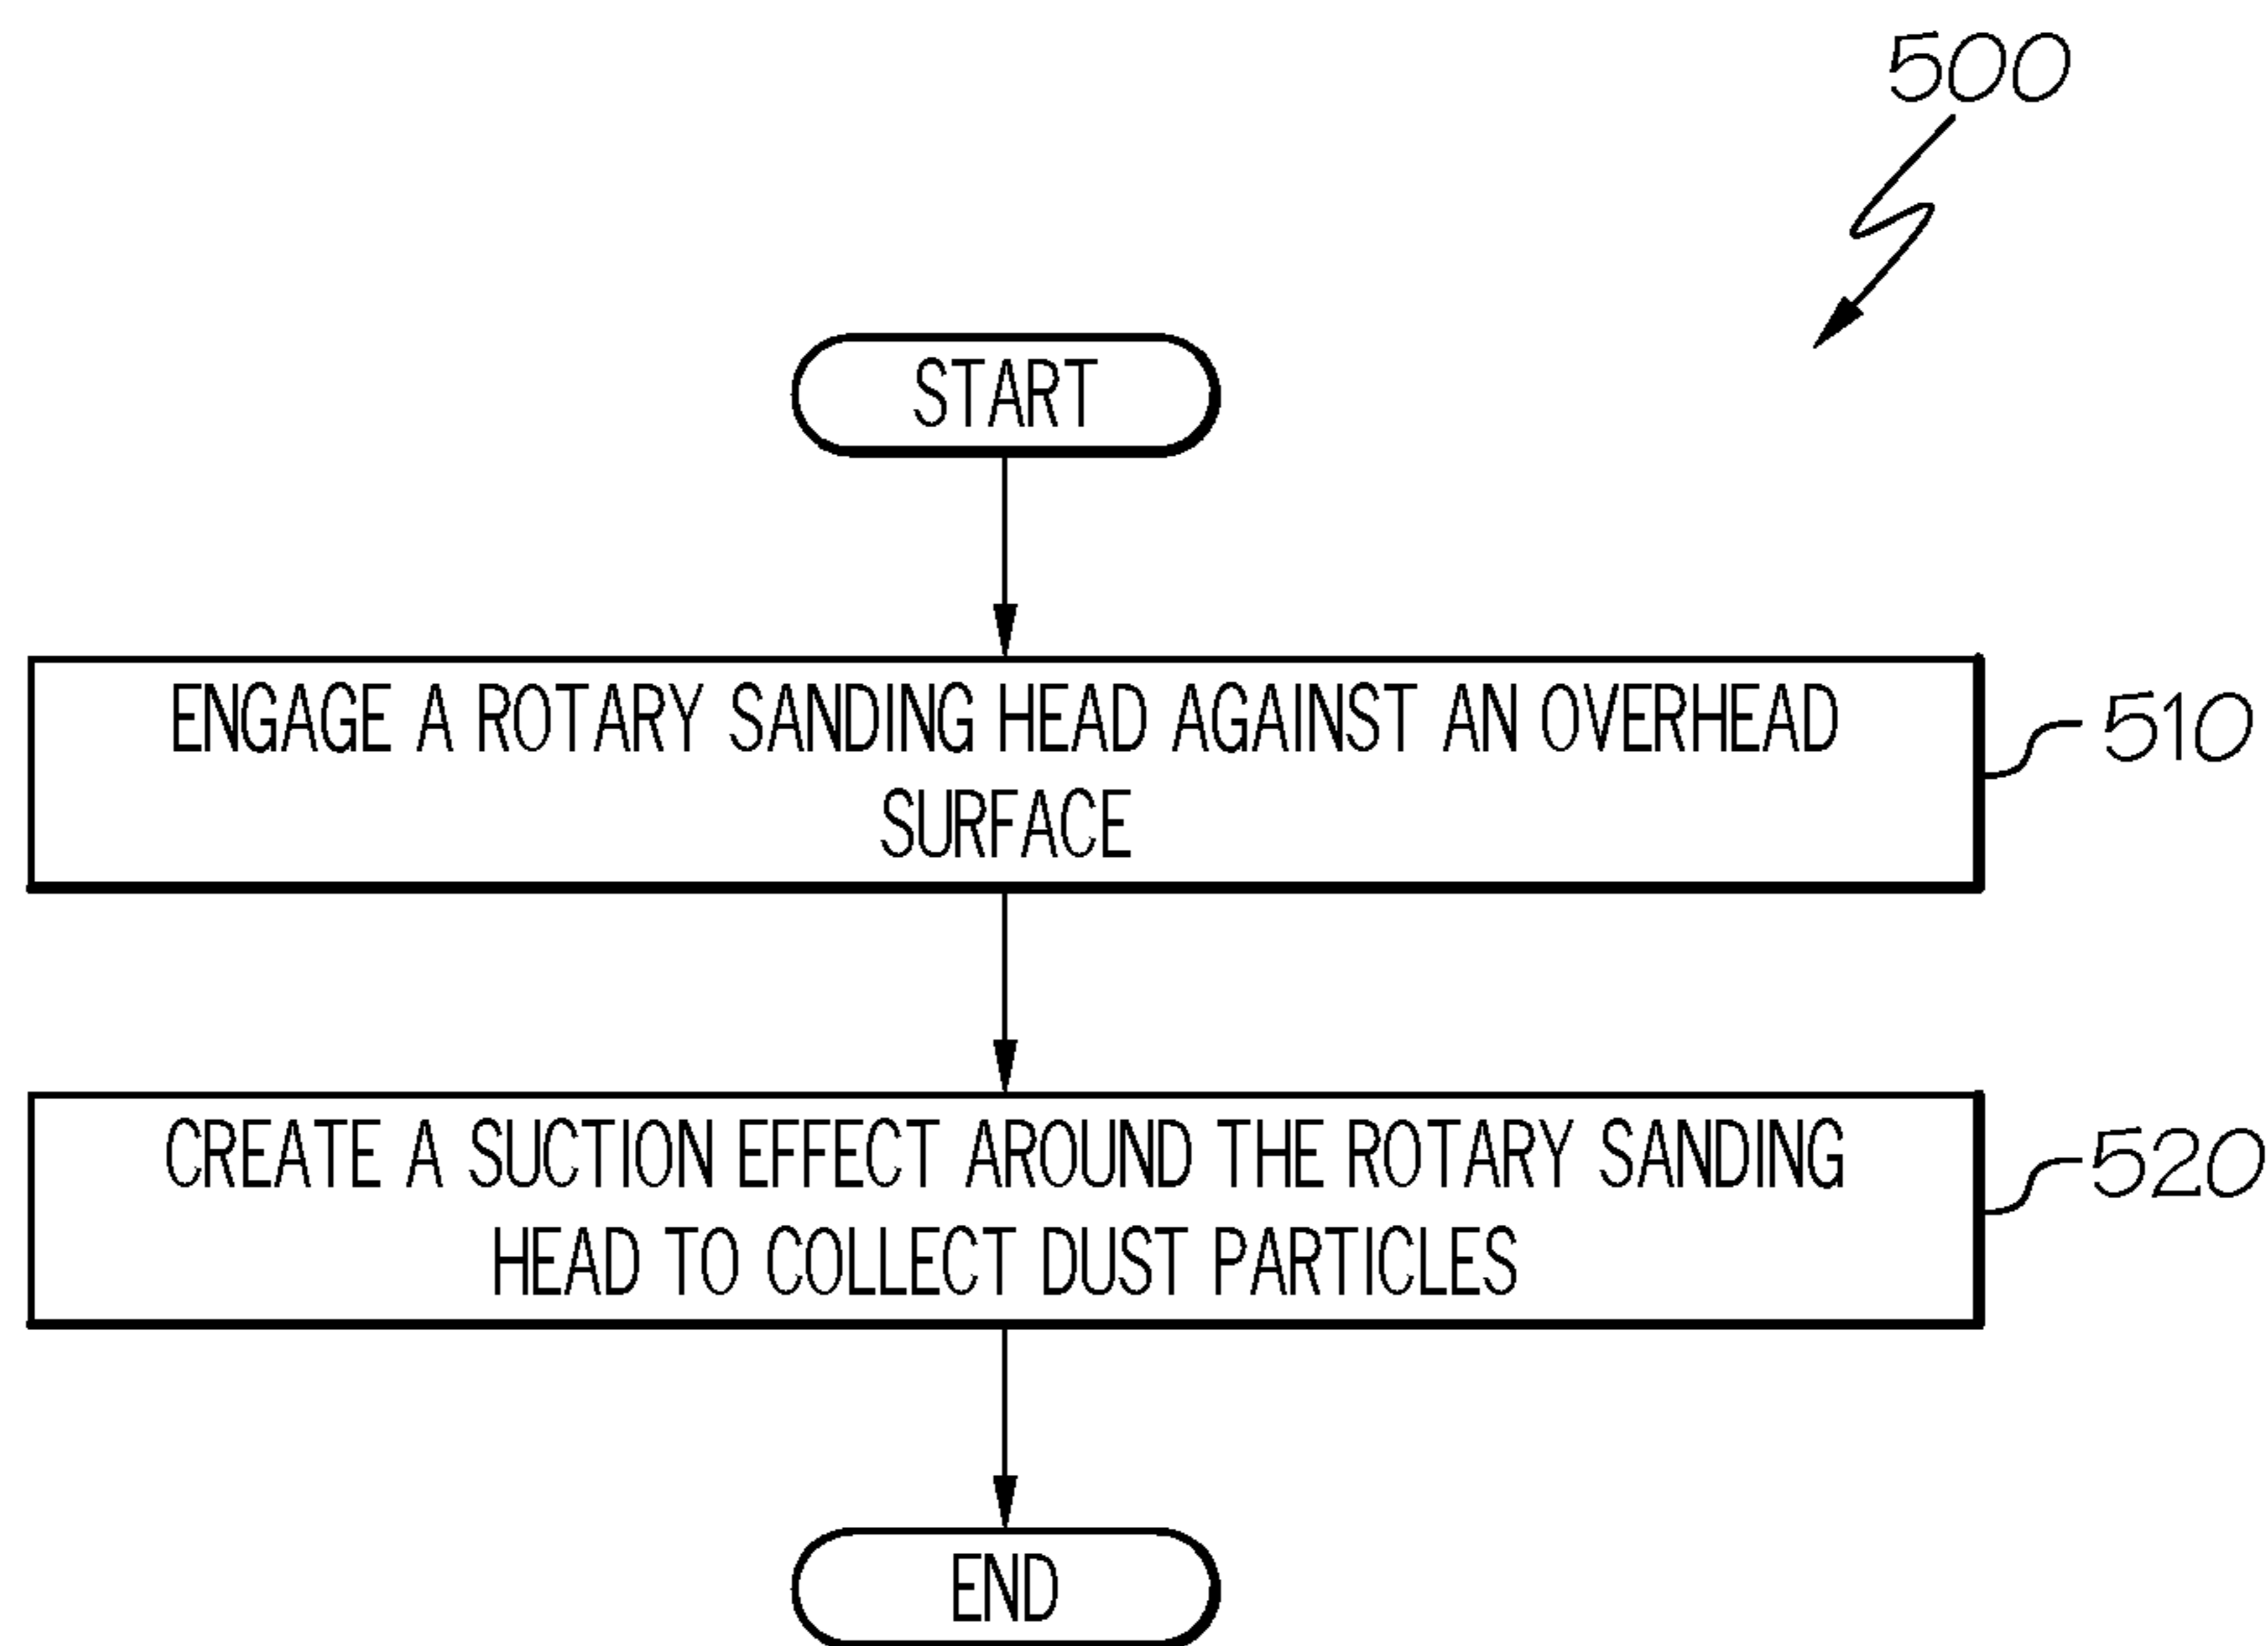 500
START
ENGAGE A ROTARY SANDING HEAD AGAINST AN OVERHEAD
SURFACE
510
CREATE A SUCTION EFFECT AROUND THE ROTARY SANDING
HEAD TO COLLECT DUST PARTICLES
520
END